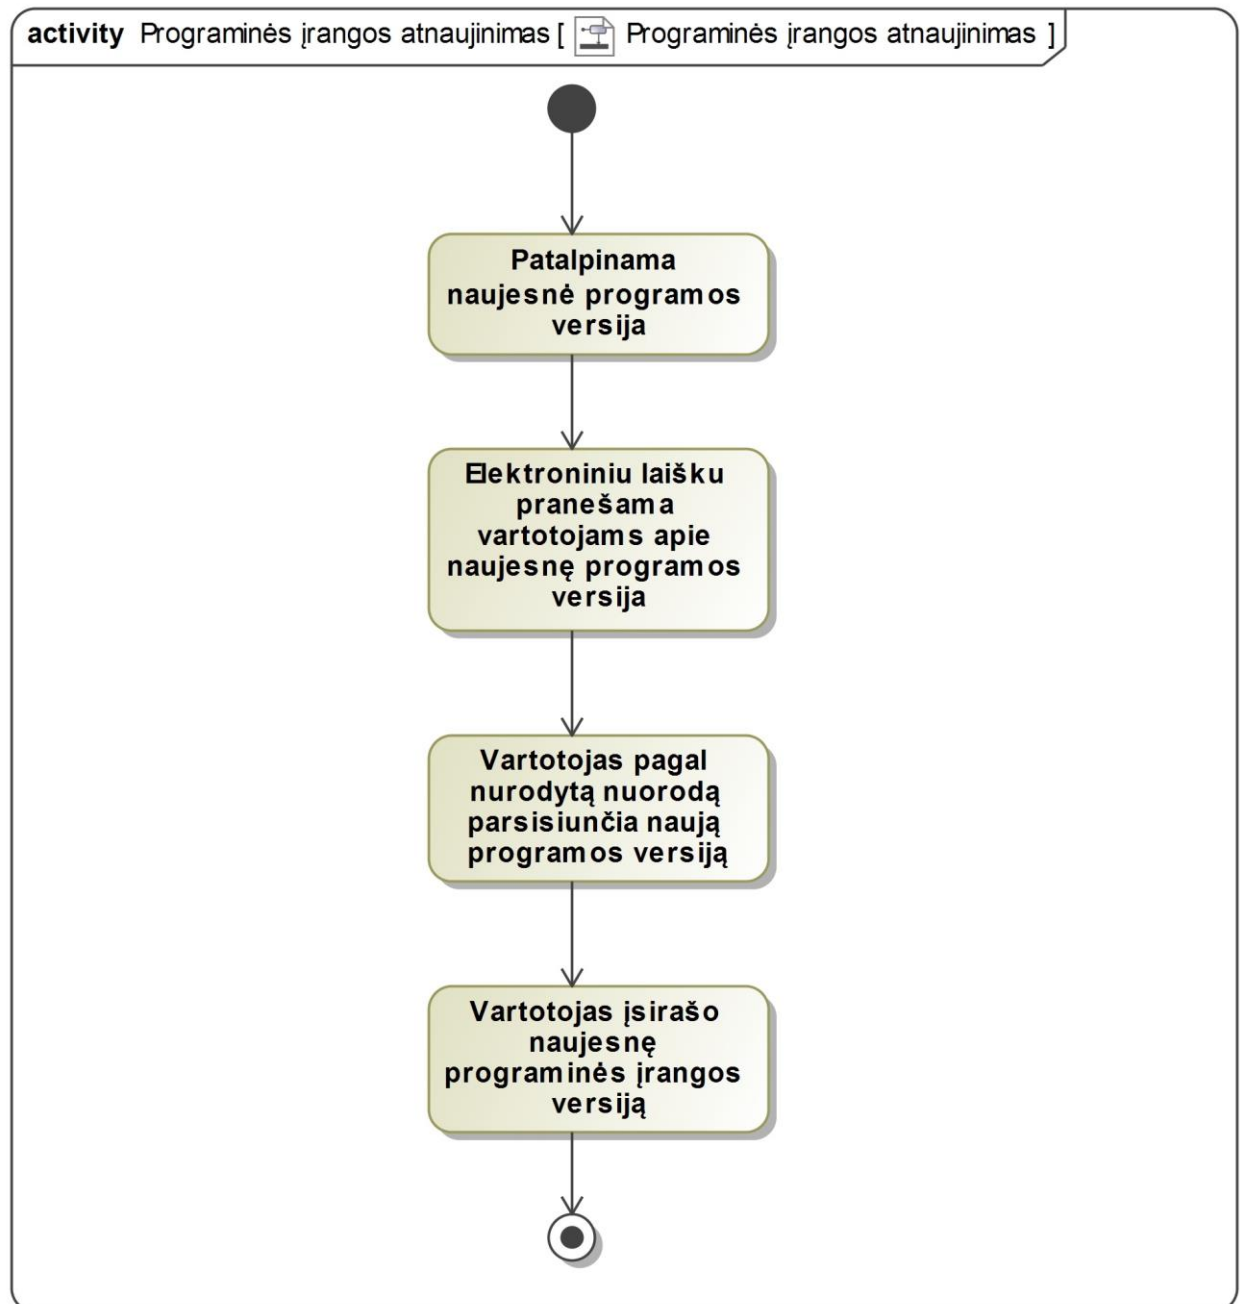 activity Programinės įrangos atnaujinimas [ Programinės įrangos atnaujinimas ]
Patalpinama
naujesnė programos
versija
Elektroniniu laišku
pranešama
vartotojams apie
naujesnę programos
versija
Vartotojas pagal
nurodytą nuorodą
parsisiunčia naują
programos versiją
Vartotojas įsirašo
naujesnę
programinės įrangos
versiją